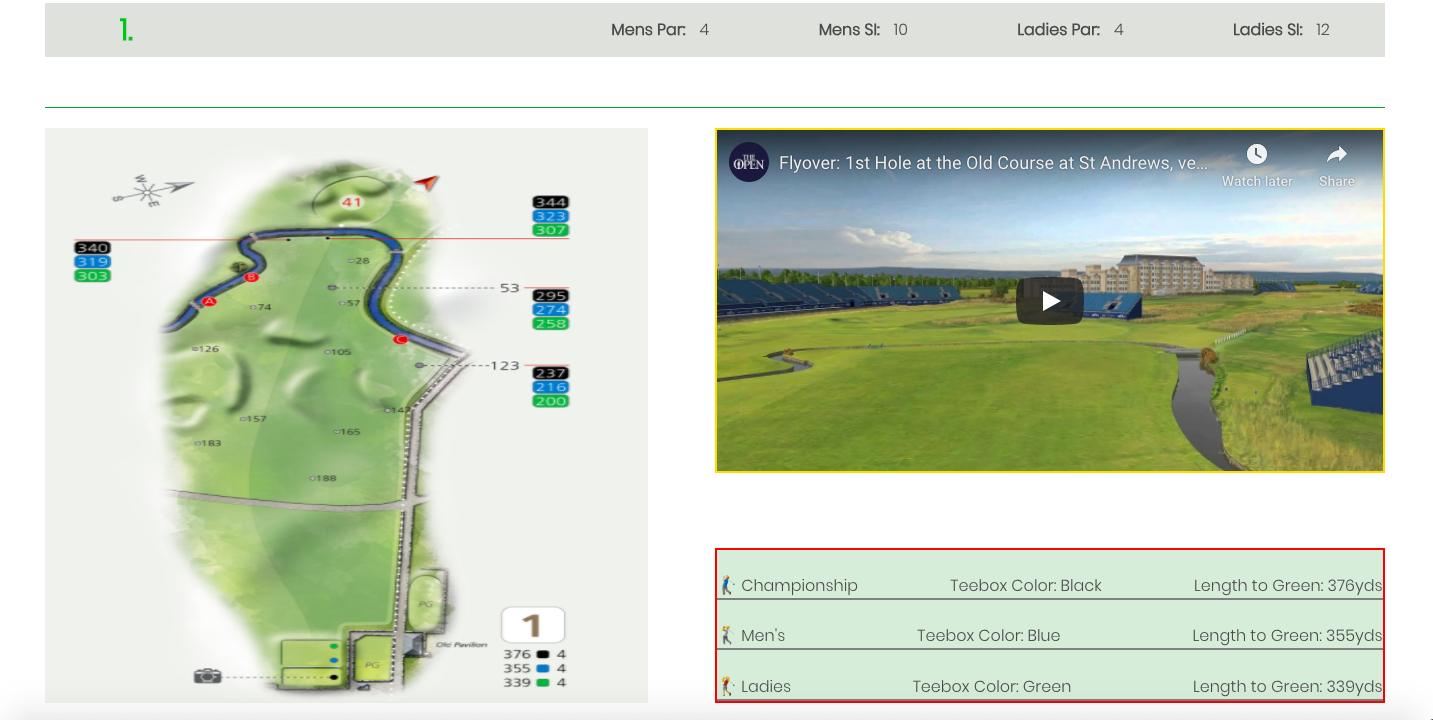 1.
Mens Par: 4
Mens SI: 10
Ladies Par: 4
Ladies SI: 12
W
S
E
41
344
323
307
340
319
303
28
53
B
A
74
57
295
274
258
C
126
105
123
237
216
200
147
157
165
183
188
PG
1
Old Pavilion
PG
376 4
355 4
339 4
THE OPEN
Flyover: 1st Hole at the Old Course at St Andrews, ve...
Watch later
Share
Championship Teebox Color: Black Length to Green: 376yds
Men's Teebox Color: Blue Length to Green: 355yds
Ladies Teebox Color: Green Length to Green: 339yds